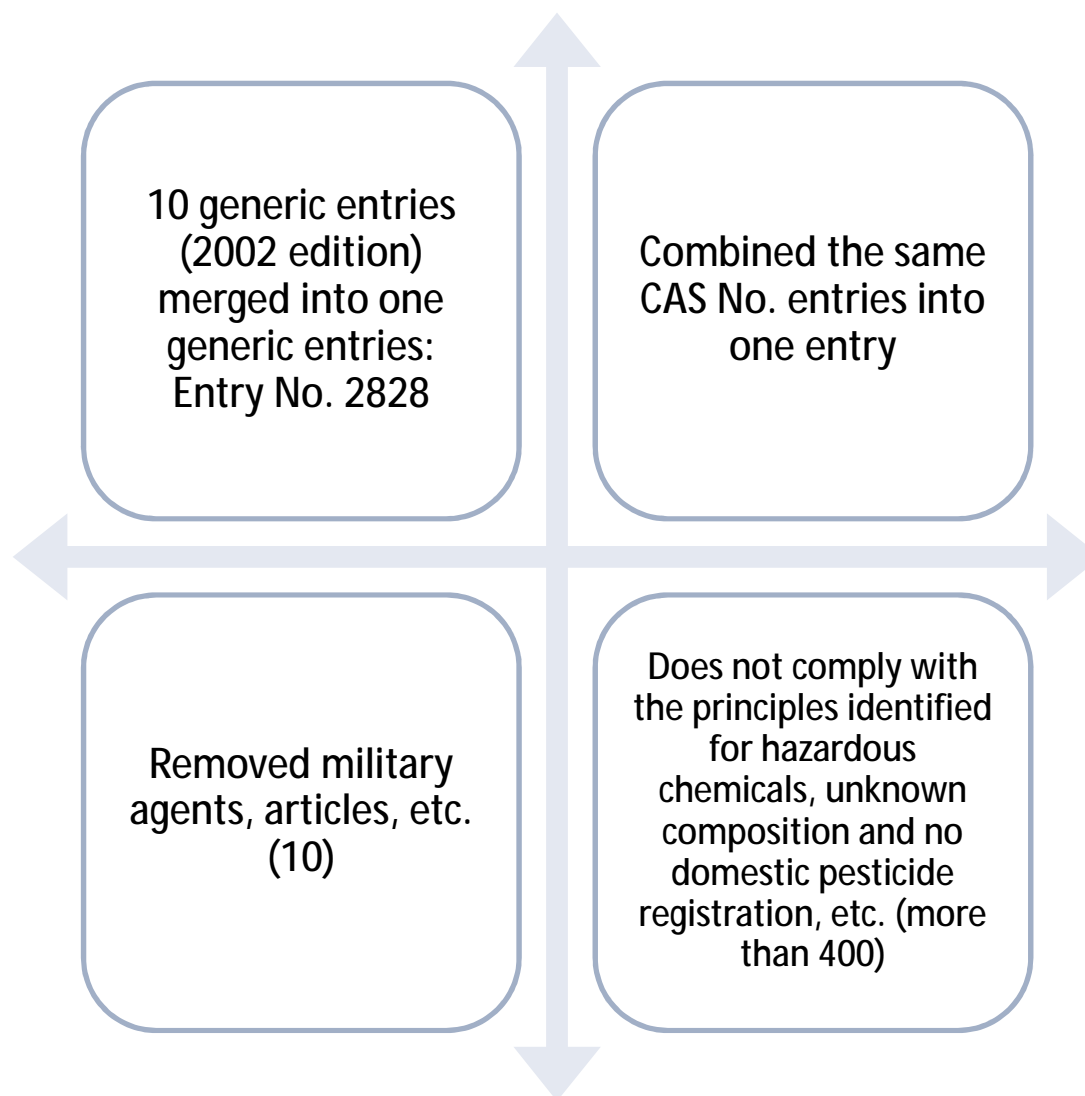 10 generic entries
(2002 edition)
merged into one
generic entries:
Entry No. 2828
Combined the same
CAS No. entries into
one entry
Removed military
agents, articles, etc.
(10)
Does not comply with
the principles identified
for hazardous
chemicals, unknown
composition and no
domestic pesticide
registration, etc. (more
than 400)